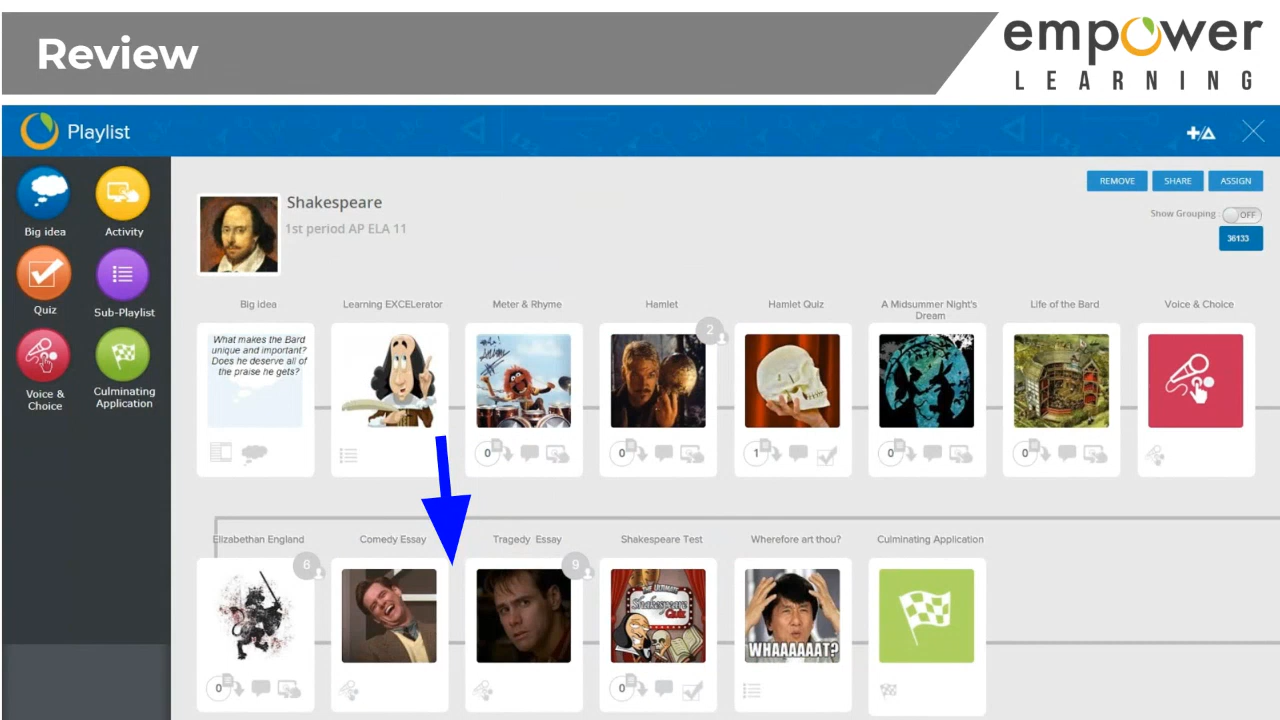 Review
empower
LEARNING
Playlist
REMOVE
SHARE
ASSIGN
Show Grouping
OFF
36133
Shakespeare
1st period AP ELA 11
Big idea
Activity
Quiz
Sub-Playlist
Voice &
Choice
Culminating
Application
Big idea
Learning EXCELerator
Meter & Rhyme
Hamlet
Hamlet Quiz
A Midsummer Night's
Dream
Life of the Bard
Voice & Choice
What makes the Bard
unique and important?
Does he deserve all of
the praise he gets?
2
0
0
1
0
0
Elizabethan England
Comedy Essay
Tragedy Essay
Shakespeare Test
Wherefore art thou?
Culminating Application
6
9
THE ULTIMATE
Shakespeare
Quiz
WHAAAAAAT?
0
0